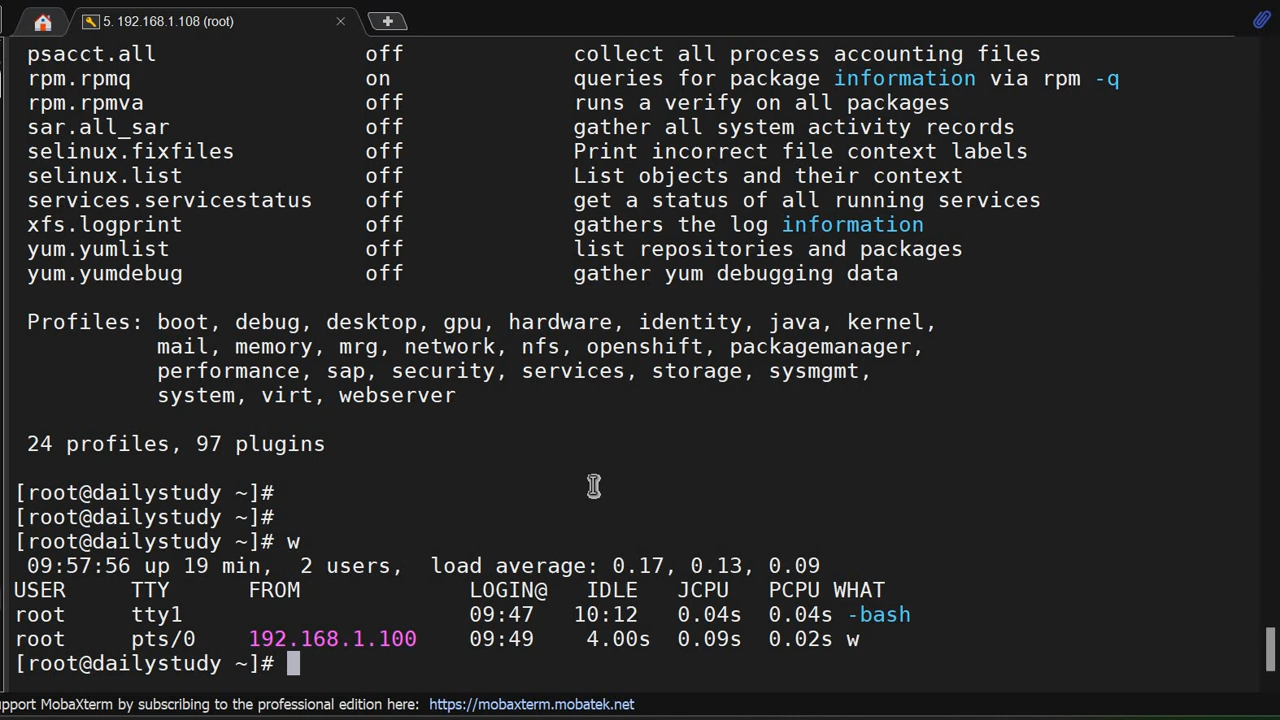 5. 192.168.1.108 (root)
psacct.all off collect all process accounting files
rpm.rpmq on queries for package information via rpm -q
rpm.rpmva off runs a verify on all packages
sar.all_sar off gather all system activity records
selinux.fixfiles off Print incorrect file context labels
selinux.list off List objects and their context
services.servicestatus off get a status of all running services
xfs.logprint off gathers the log information
yum.yumlist off list repositories and packages
yum.yumdebug off gather yum debugging data
Profiles: boot, debug, desktop, gpu, hardware, identity, java, kernel,
mail, memory, mrg, network, nfs, openshift, packagemanager,
performance, sap, security, services, storage, sysmgmt,
system, virt, webserver
24 profiles, 97 plugins
[root@dailystudy ~]#
[root@dailystudy ~]#
[root@dailystudy ~]# w
09:57:56 up 19 min, 2 users, load average: 0.17, 0.13, 0.09
USER TTY FROM LOGIN@ IDLE JCPU PCPU WHAT
root tty1 09:47 10:12 0.04s 0.04s -bash
root pts/0 192.168.1.100 09:49 4.00s 0.09s 0.02s w
[root@dailystudy ~]#
upport MobaXterm by subscribing to the professional edition here: https://mobaxterm.mobatek.net